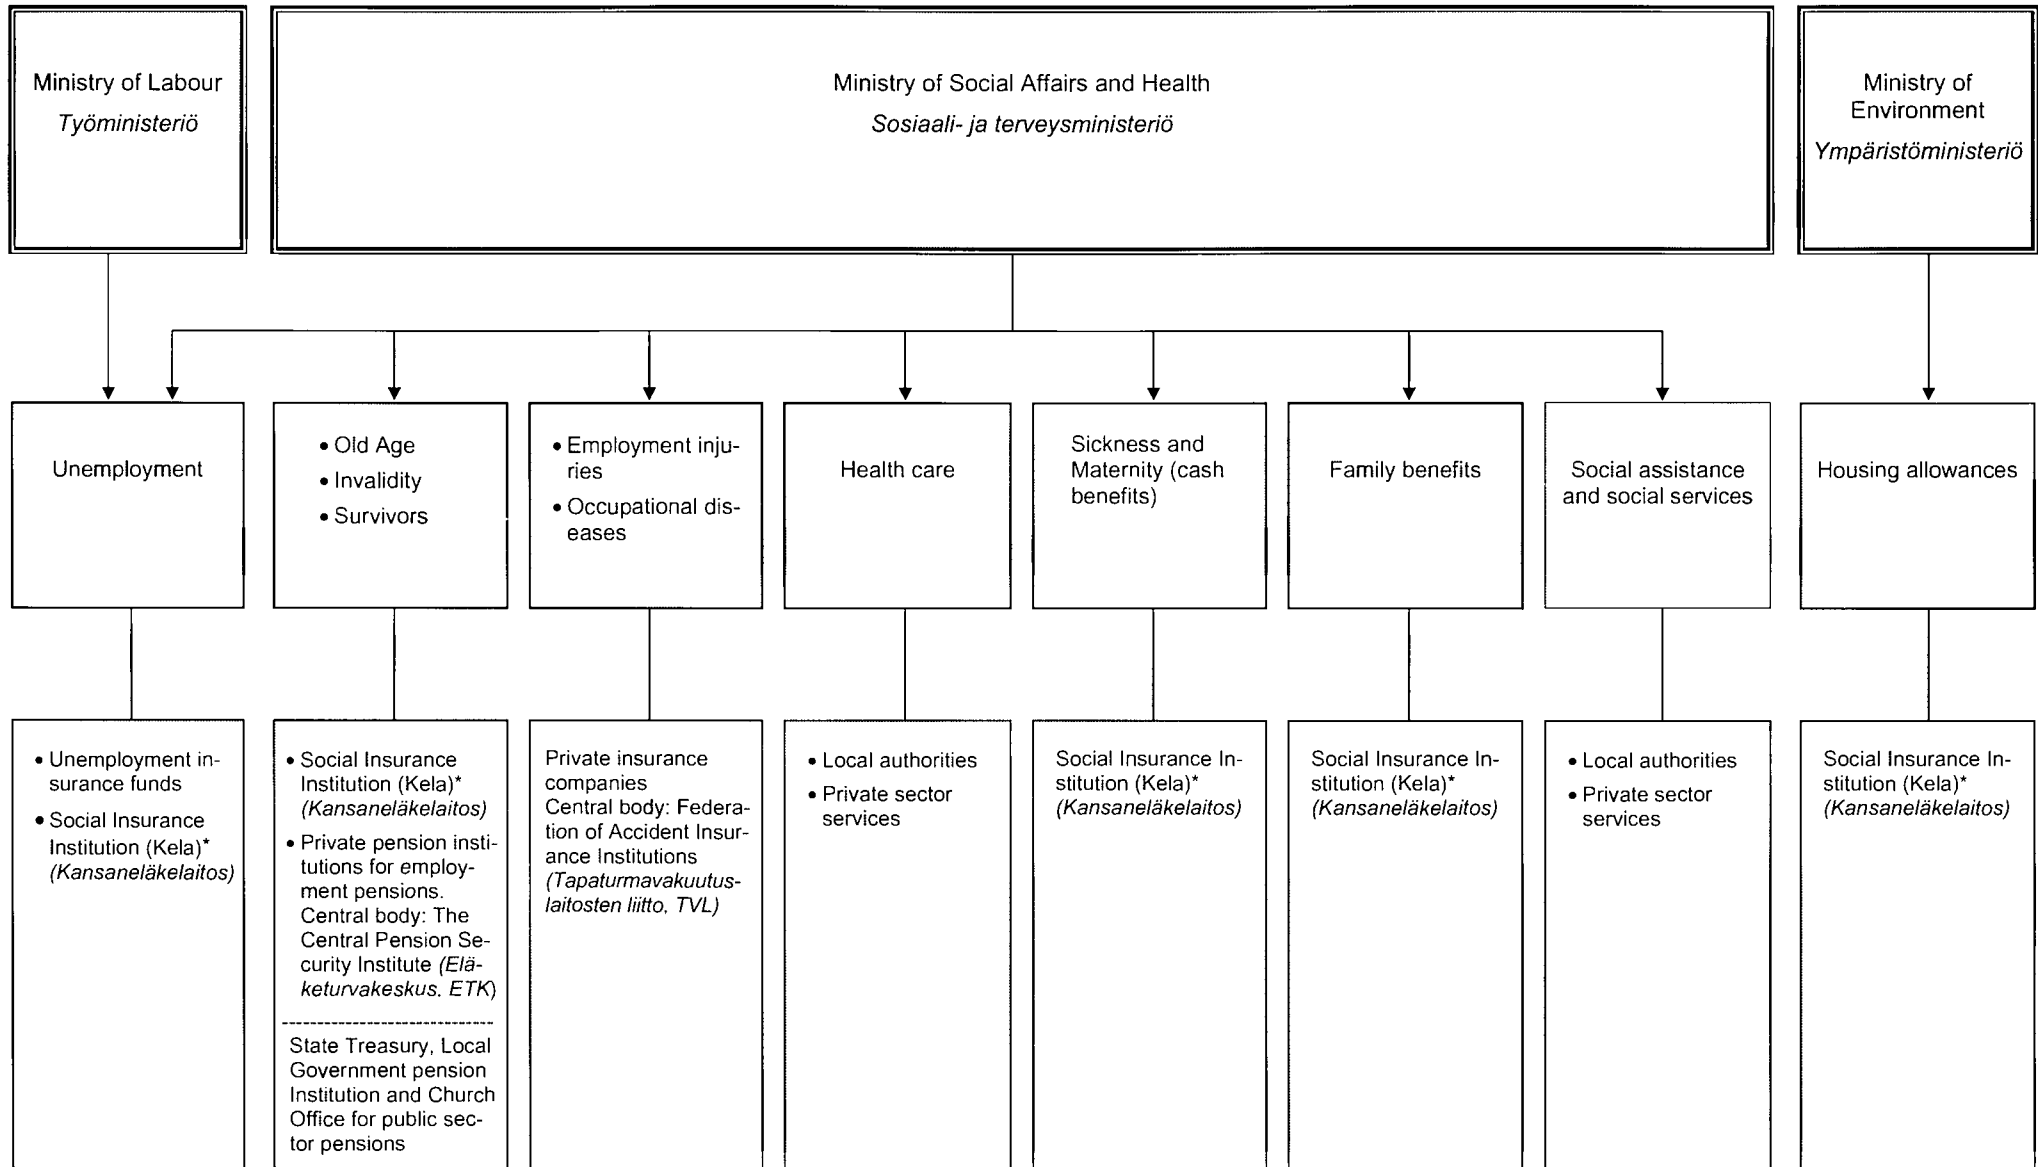 Ministry of Labour
Työministeriö
Ministry of Social Affairs and Health
Sosiaali- ja terveysministeriö
Ministry of
Environment
Ympäristöministeriö
Unemployment
• Old Age
• Invalidity
• Survivors
• Employment inju-
ries
• Occupational dis-
eases
Health care
Sickness and
Maternity (cash
benefits)
Family benefits
Social assistance
and social services
Housing allowances
• Unemployment in-
surance funds
• Social Insurance
Institution (Kela)*
(Kansaneläkelaitos)
• Social Insurance
Institution (Kela)*
(Kansaneläkelaitos)
• Private pension insti-
tutions for employ-
ment pensions.
Central body: The
Central Pension Se-
curity Institute (Elä-
keturvakeskus, ETK)
State Treasury, Local
Government pension
Institution and Church
Office for public sec-
tor pensions
Private insurance
companies
Central body: Federa-
tion of Accident Insur-
ance Institutions
(Tapaturmavakuutus-
laitosten liitto, TVL)
• Local authorities
• Private sector
services
Social Insurance In-
stitution (Kela)*
(Kansaneläkelaitos)
Social Insurance In-
stitution (Kela)*
(Kansaneläkelaitos)
• Local authorities
• Private sector
services
Social Insurance In-
stitution (Kela)*
(Kansaneläkelaitos)